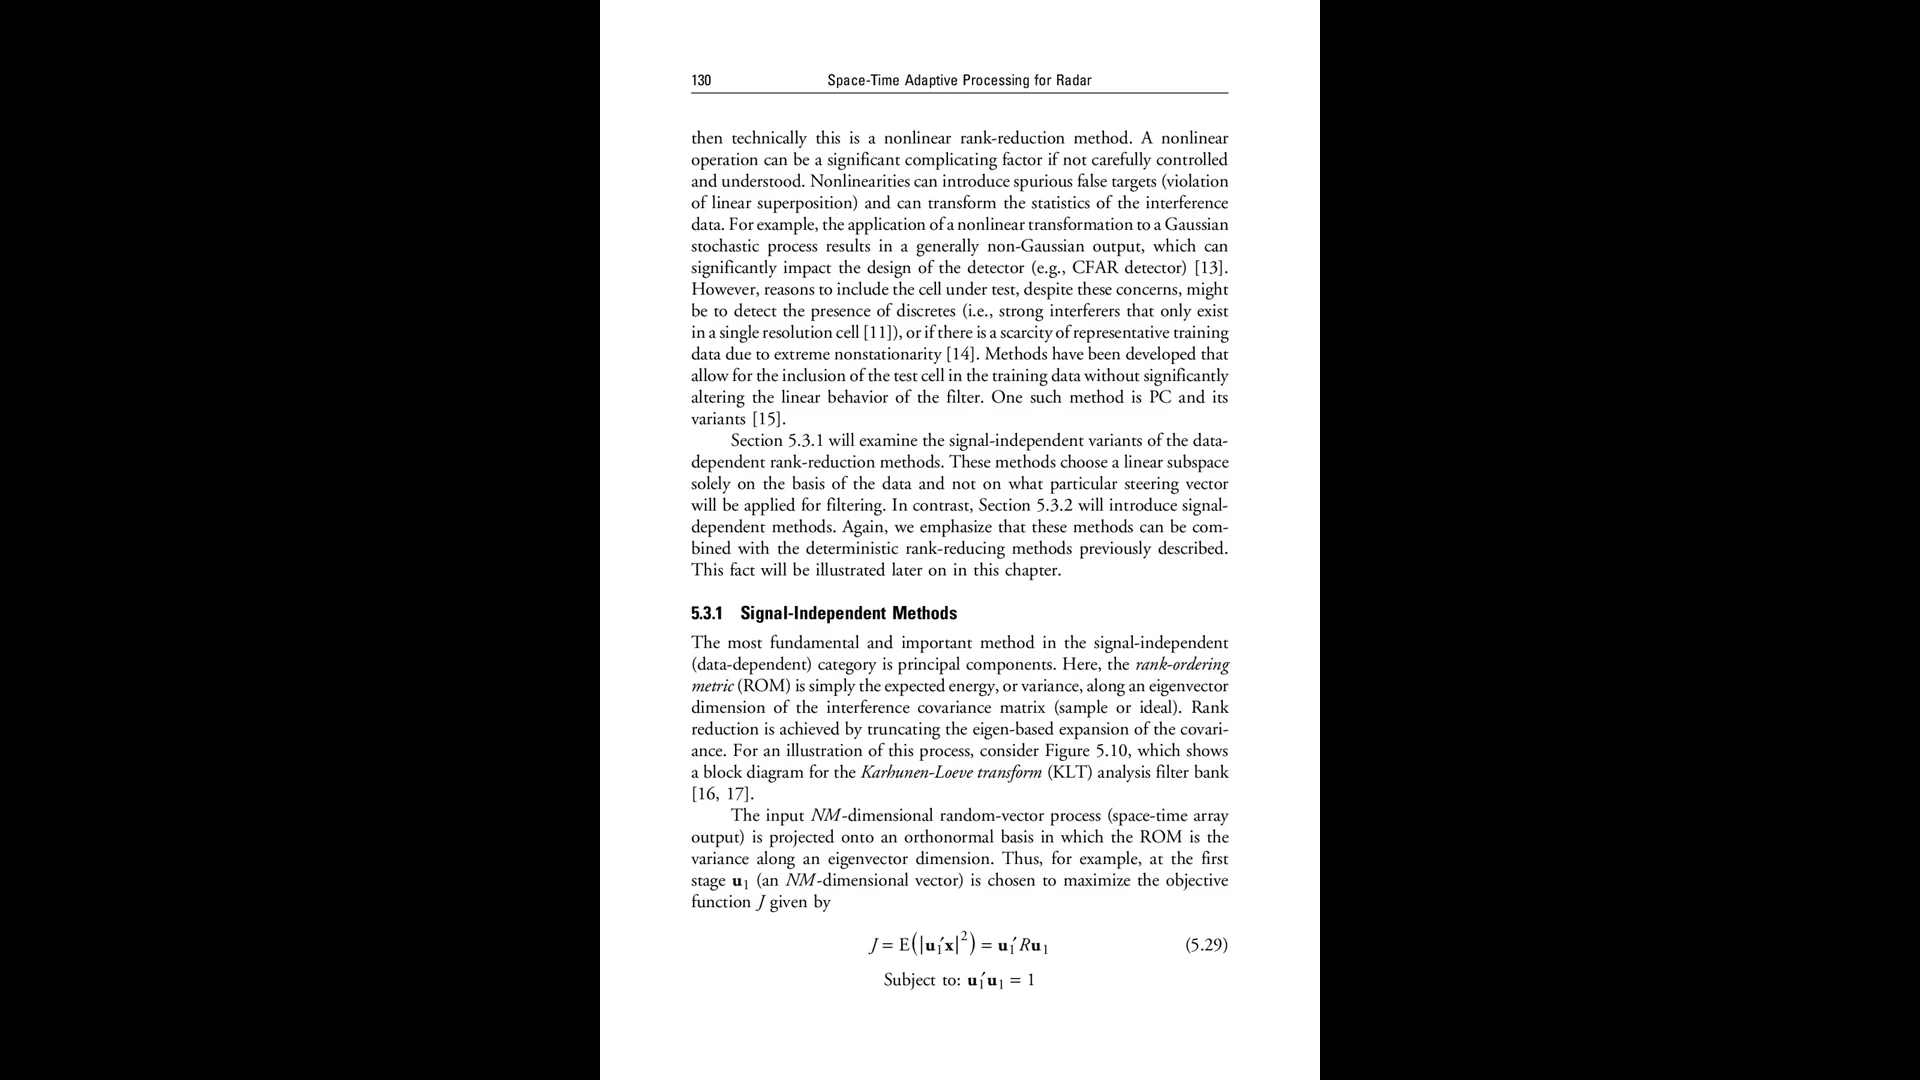 130 Space-Time Adaptive Processing for Radar
then technically this is a nonlinear rank-reduction method. A nonlinear
operation can be a significant complicating factor if not carefully controlled
and understood. Nonlinearities can introduce spurious false targets (violation
of linear superposition) and can transform the statistics of the interference
data. For example, the application of a nonlinear transformation to a Gaussian
stochastic process results in a generally non-Gaussian output, which can
significantly impact the design of the detector (e.g., CFAR detector) [13].
However, reasons to include the cell under test, despite these concerns, might
be to detect the presence of discretes (i.e., strong interferers that only exist
in a single resolution cell [11]), or if there is a scarcity of representative training
data due to extreme nonstationarity [14]. Methods have been developed that
allow for the inclusion of the test cell in the training data without significantly
altering the linear behavior of the filter. One such method is PC and its
variants [15].
Section 5.3.1 will examine the signal-independent variants of the data-
dependent rank-reduction methods. These methods choose a linear subspace
solely on the basis of the data and not on what particular steering vector
will be applied for filtering. In contrast, Section 5.3.2 will introduce signal-
dependent methods. Again, we emphasize that these methods can be com-
bined with the deterministic rank-reducing methods previously described.
This fact will be illustrated later on in this chapter.
5.3.1 Signal-Independent Methods
The most fundamental and important method in the signal-independent
(data-dependent) category is principal components. Here, the rank-ordering
metric (ROM) is simply the expected energy, or variance, along an eigenvector
dimension of the interference covariance matrix (sample or ideal). Rank
reduction is achieved by truncating the eigen-based expansion of the covari-
ance. For an illustration of this process, consider Figure 5.10, which shows
a block diagram for the Karhunen-Loeve transform (KLT) analysis filter bank
[16, 17].
The input NM-dimensional random-vector process (space-time array
output) is projected onto an orthonormal basis in which the ROM is the
variance along an eigenvector dimension. Thus, for example, at the first
stage u₁ (an NM-dimensional vector) is chosen to maximize the objective
function J given by
J = E(|u₁′x|²) = u₁′Ru₁ (5.29)
Subject to: u₁′u₁ = 1